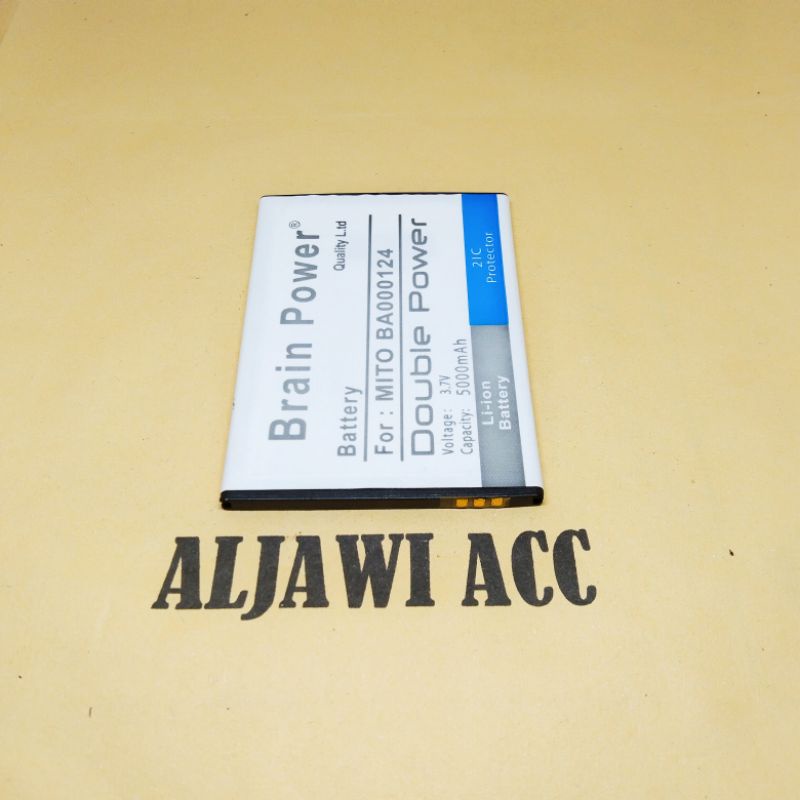 Brain Power®
Quality L.td
Battery
For : MITO BA000124
Double Power
Voltage : 3.7V
Capacity: 5000mAh
2IC
Protector
Li-ion
Battery
ALJAWI ACC